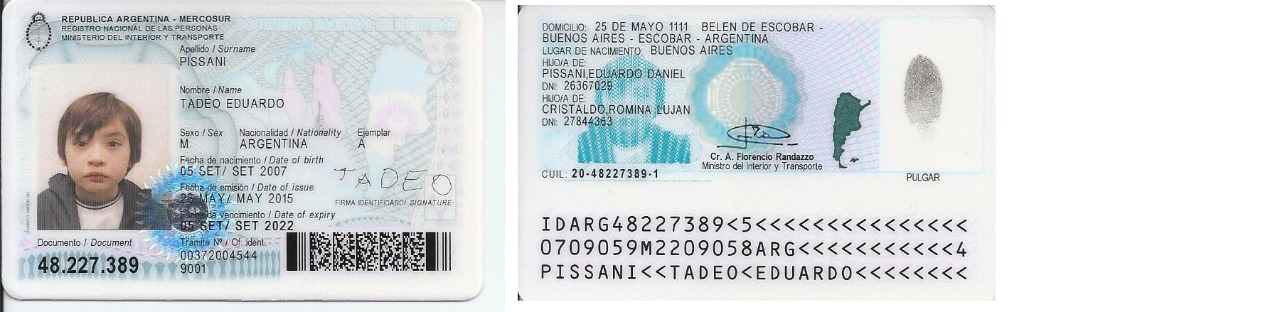 REPUBLICA ARGENTINA - MERCOSUR
REGISTRO NACIONAL DE LAS PERSONAS
MINISTERIO DEL INTERIOR Y TRANSPORTE
DOCUMENTO NACIONAL DE IDENTIDAD
Apellido / Surname
PISSANI
Nombre / Name
TADEO EDUARDO
Sexo / Sex Nacionalidad / Nationality Ejemplar
M ARGENTINA A
Fecha de nacimiento / Date of birth
05 SET/ SET 2007
Fecha de emisión / Date of issue
26 MAY/ MAY 2015
TADEO
FIRMA IDENTIFICADO/ SIGNATURE
Fecha de vencimiento / Date of expiry
05 SET/ SET 2022
Documento / Document
48.227.389
Tramite Nº / Of. ident.
00372004544
9001
DOMICILIO: 25 DE MAYO 1111 BELEN DE ESCOBAR -
BUENOS AIRES - ESCOBAR - ARGENTINA
LUGAR DE NACIMIENTO: BUENOS AIRES
HIJO/A DE:
PISSANI,EDUARDO DANIEL
DNI: 26367029
HIJO/A DE:
CRISTALDO,ROMINA LUJAN
DNI: 27844363
Cr. A. Florencio Randazzo
Ministro del Interior y Transporte
CUIL: 20-48227389-1
PULGAR
IDARG48227389<5<<<<<<<<<<<<<<<
0709059M2209058ARG<<<<<<<<<<<4
PISSANI<<TADEO<EDUARDO<<<<<<<<